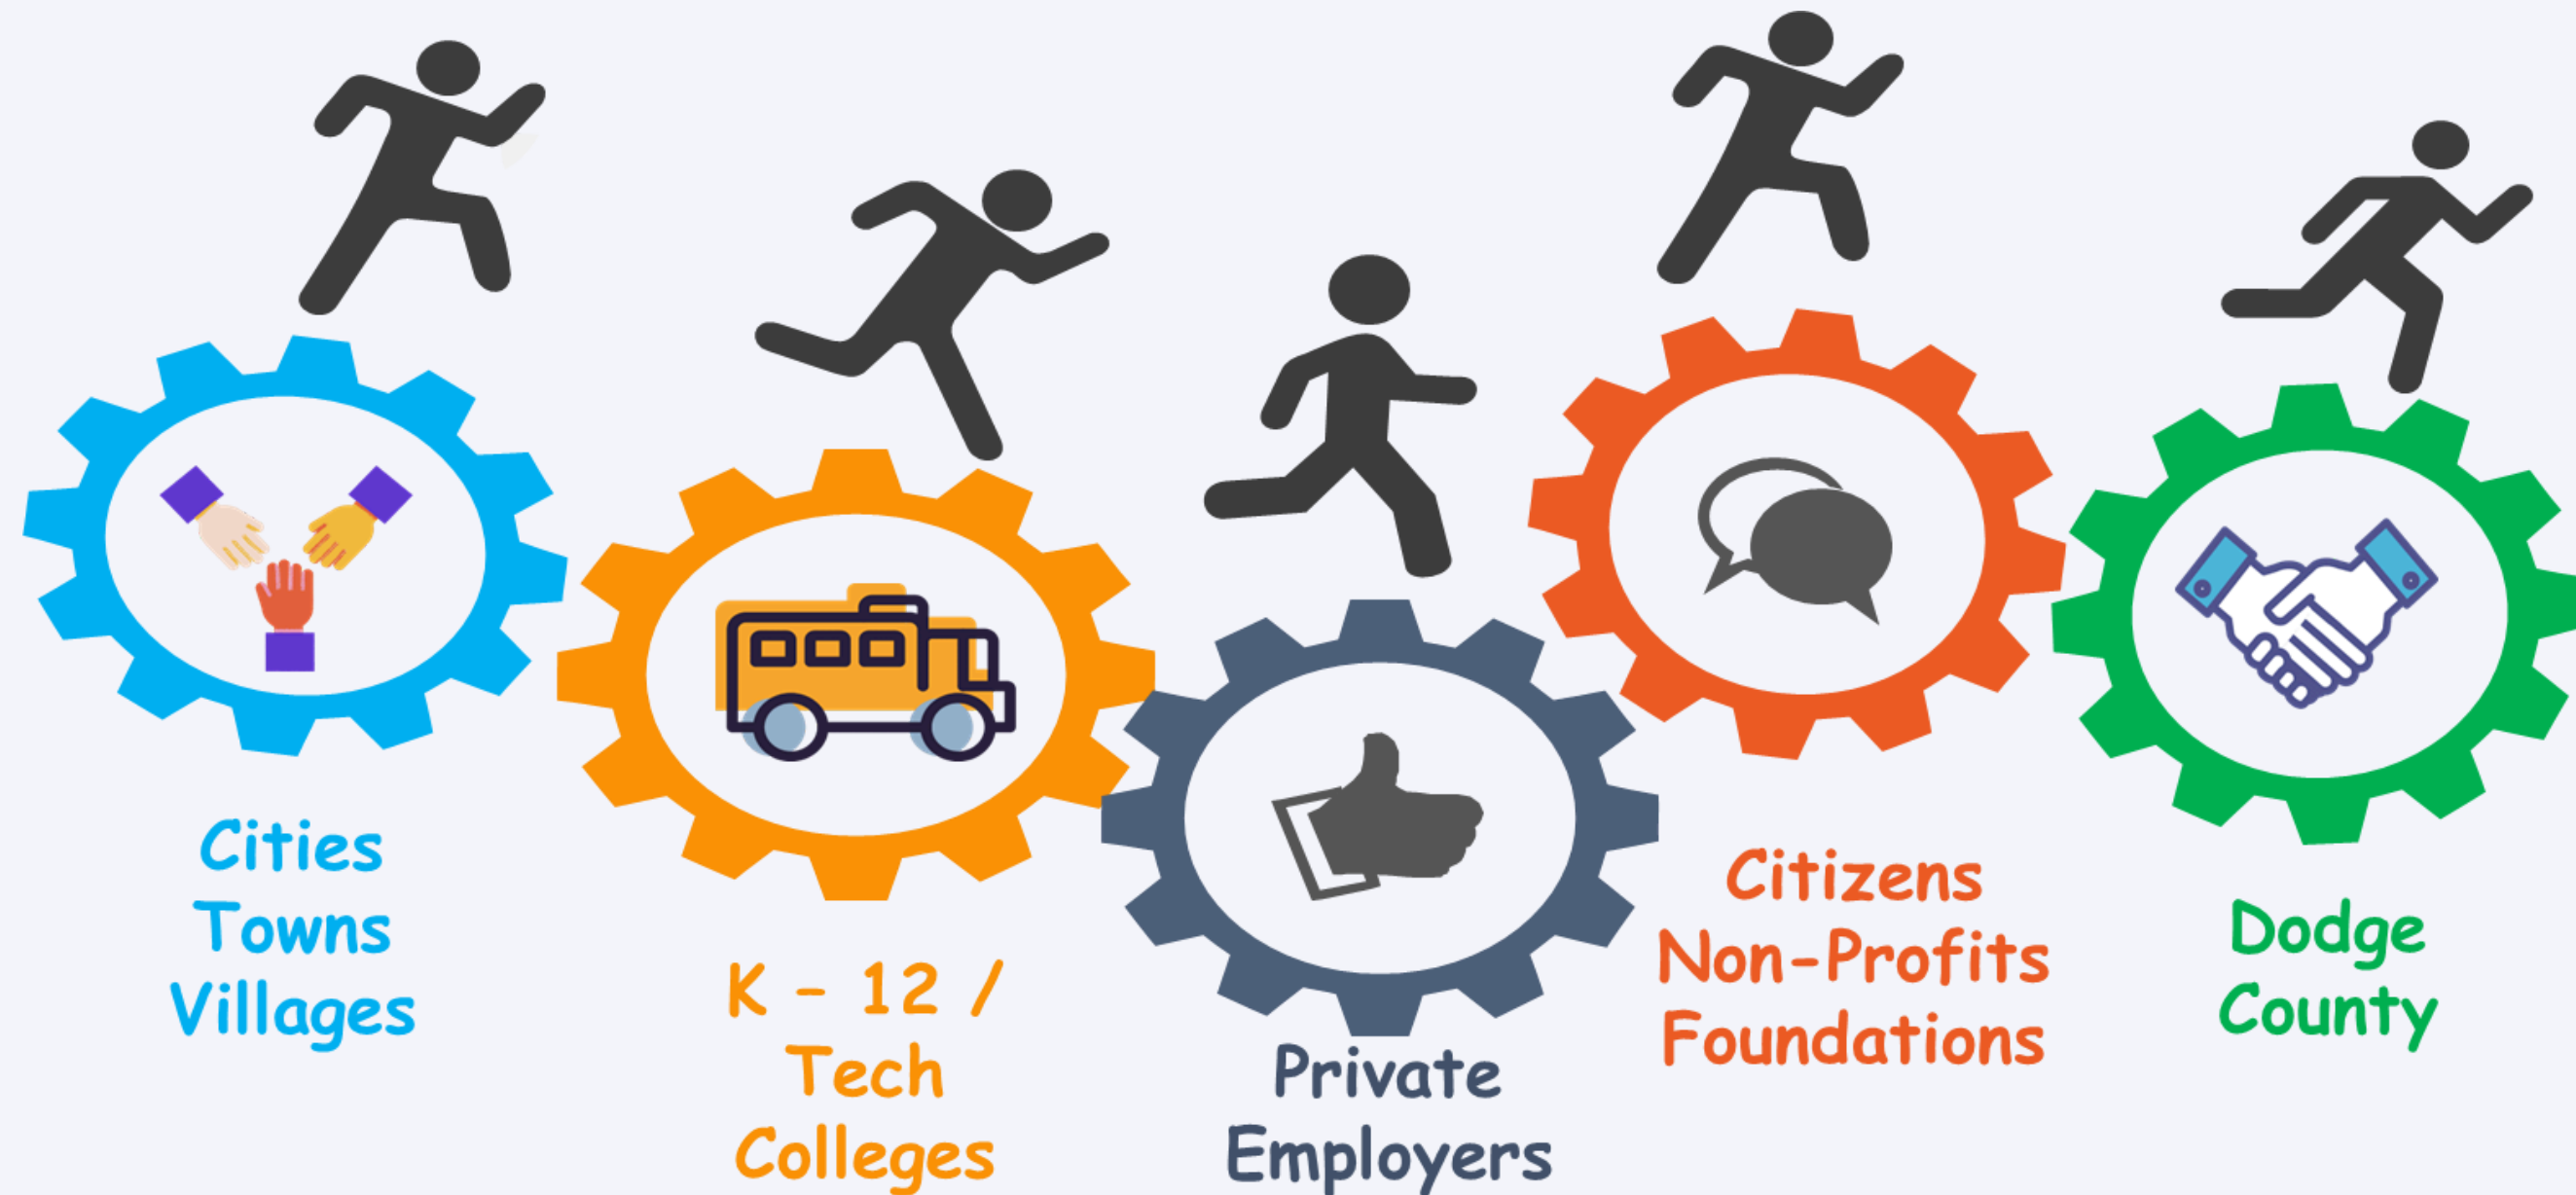 Cities
Towns
Villages
K - 12 /
Tech
Colleges
Private
Employers
Citizens
Non-Profits
Foundations
Dodge
County